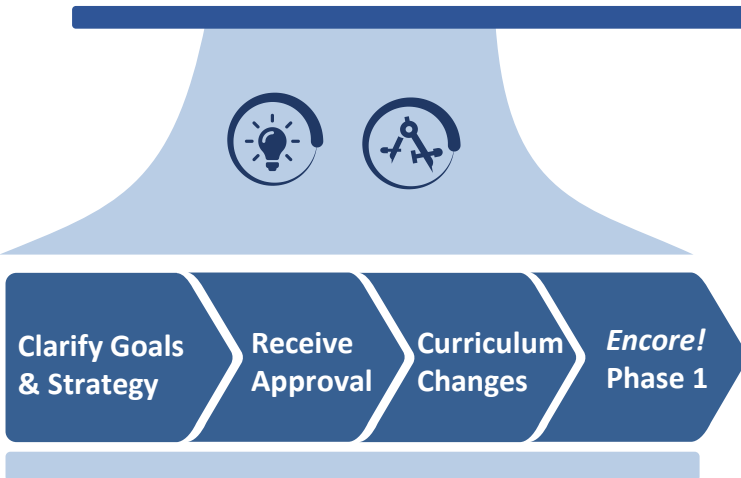 Clarify Goals
& Strategy
Receive
Approval
Curriculum
Changes
Encore!
Phase 1